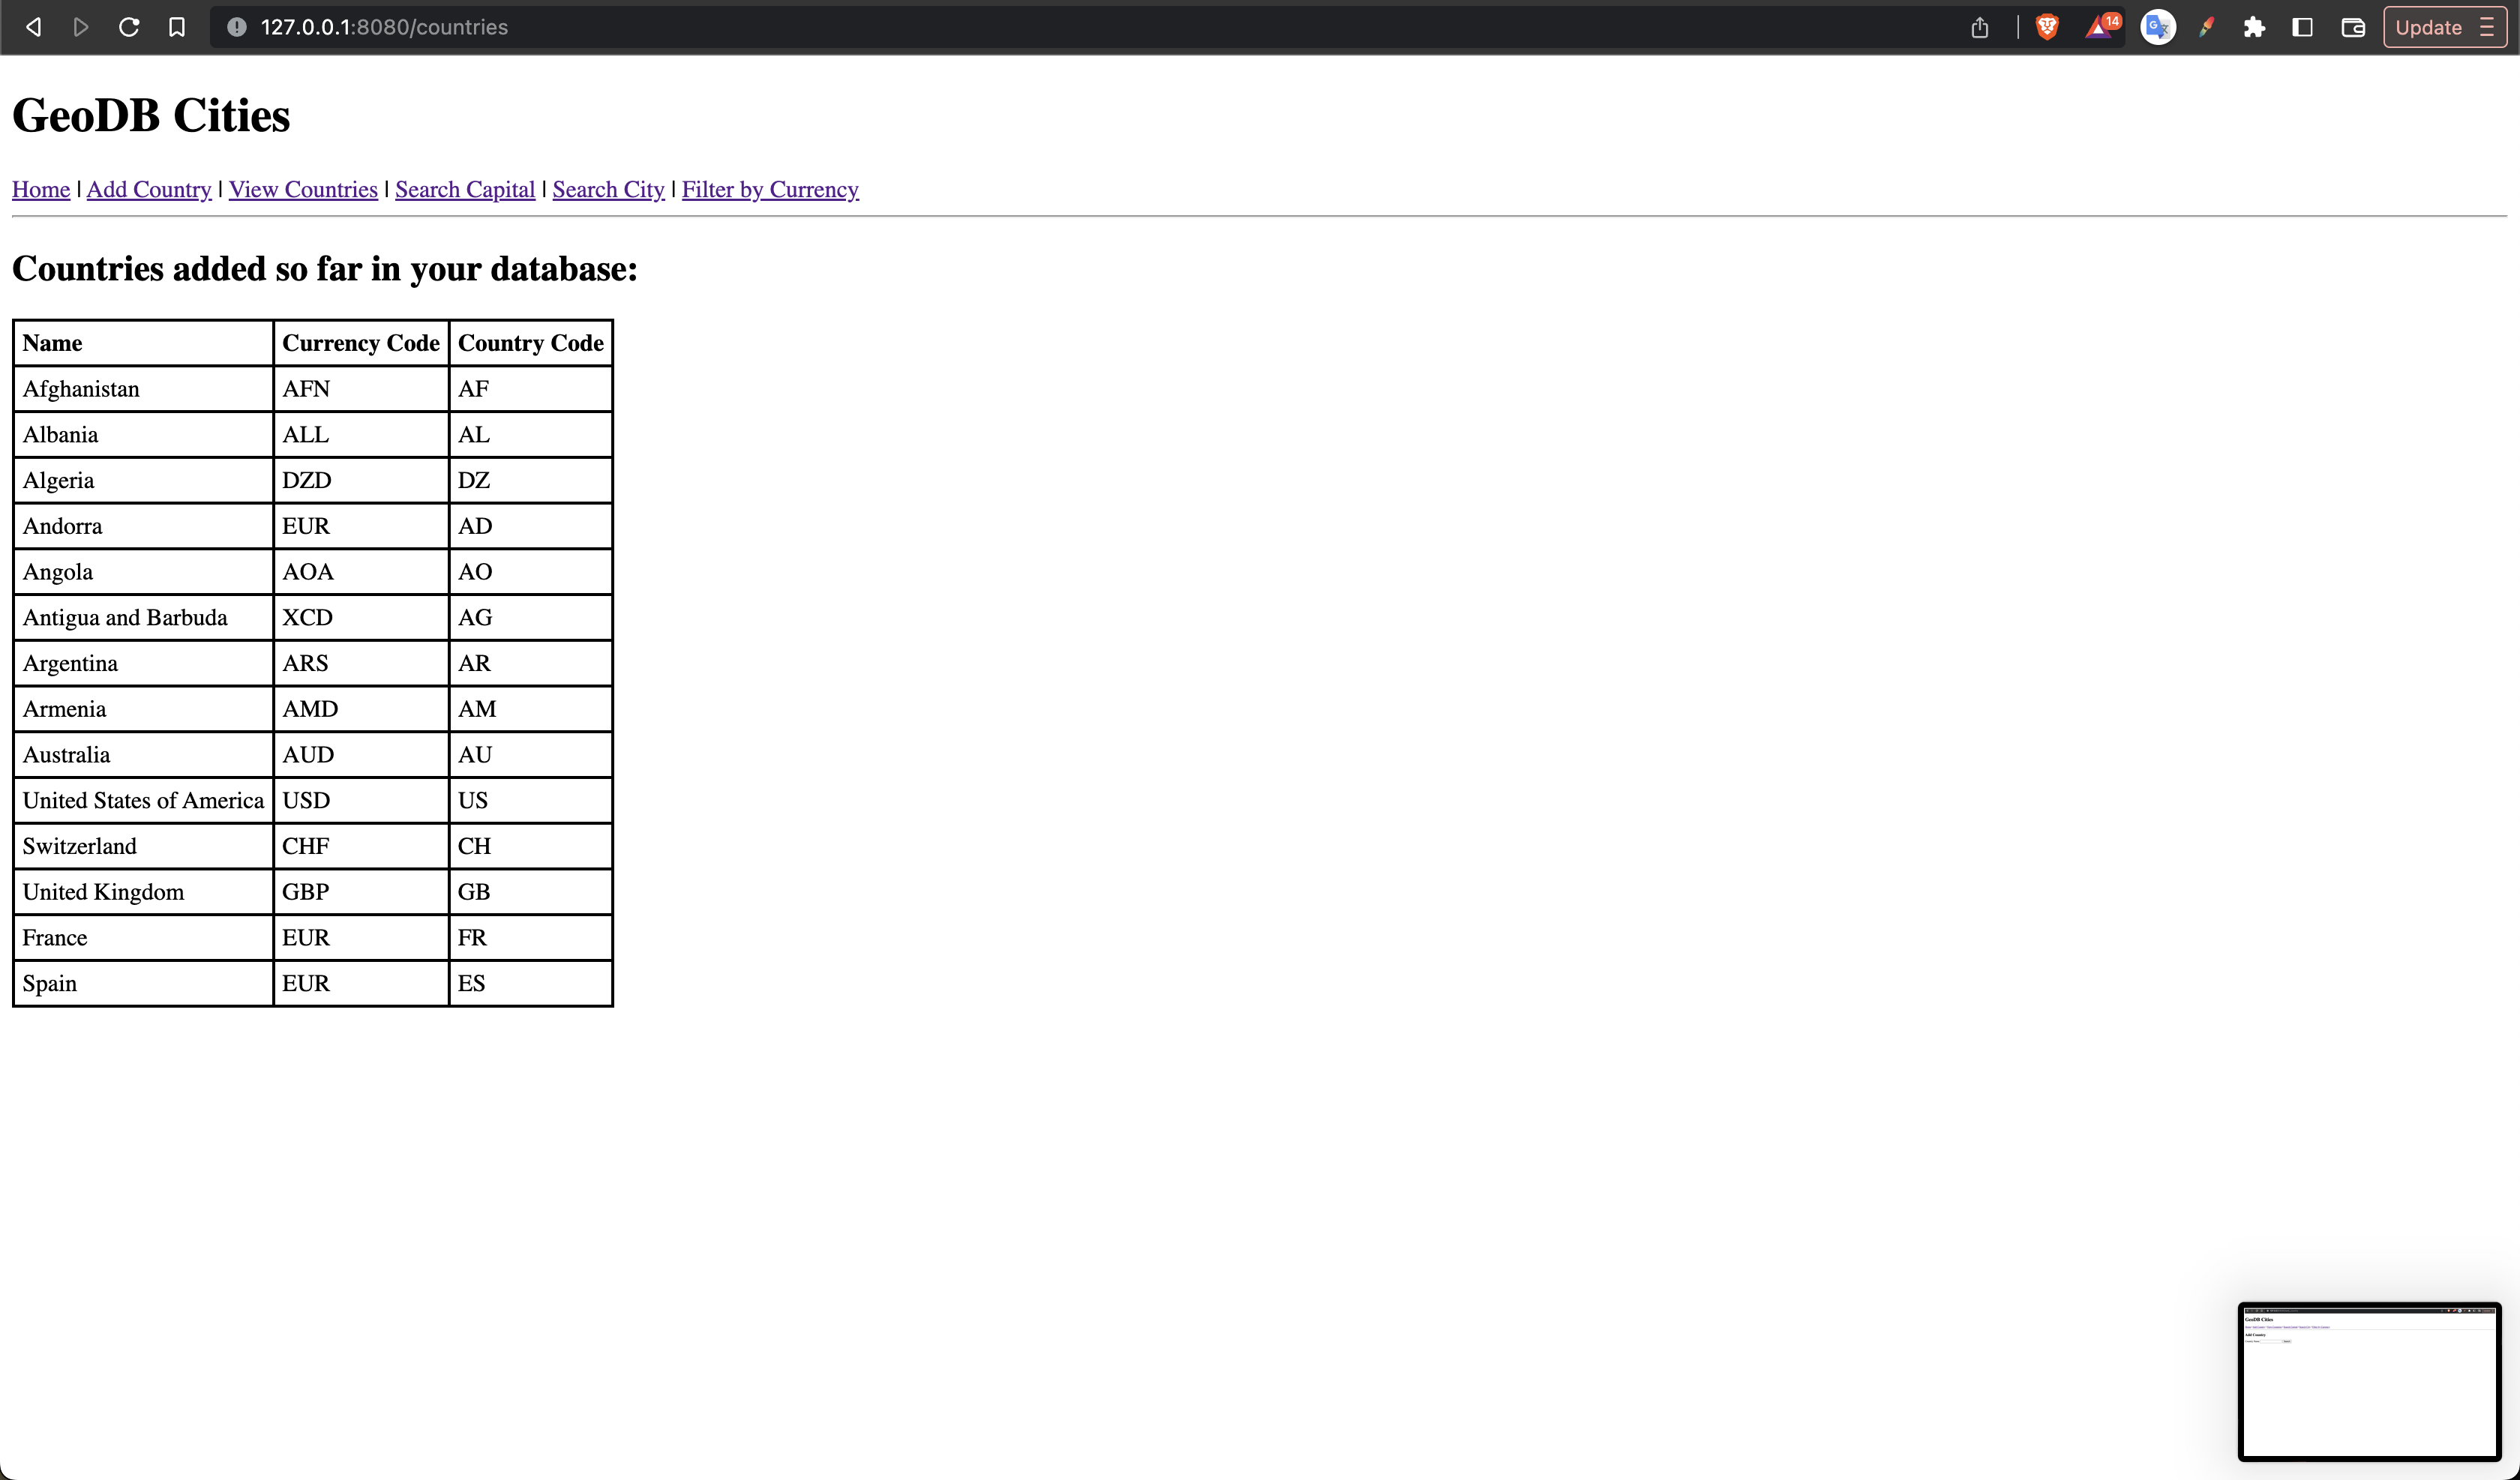 127.0.0.1:8080/countries
14
Update
GeoDB Cities
Home | Add Country | View Countries | Search Capital | Search City | Filter by Currency
Countries added so far in your database:
Name Currency Code Country Code
Afghanistan AFN AF
Albania ALL AL
Algeria DZD DZ
Andorra EUR AD
Angola AOA AO
Antigua and Barbuda XCD AG
Argentina ARS AR
Armenia AMD AM
Australia AUD AU
United States of America USD US
Switzerland CHF CH
United Kingdom GBP GB
France EUR FR
Spain EUR ES
GeoDB Cities
Add Country